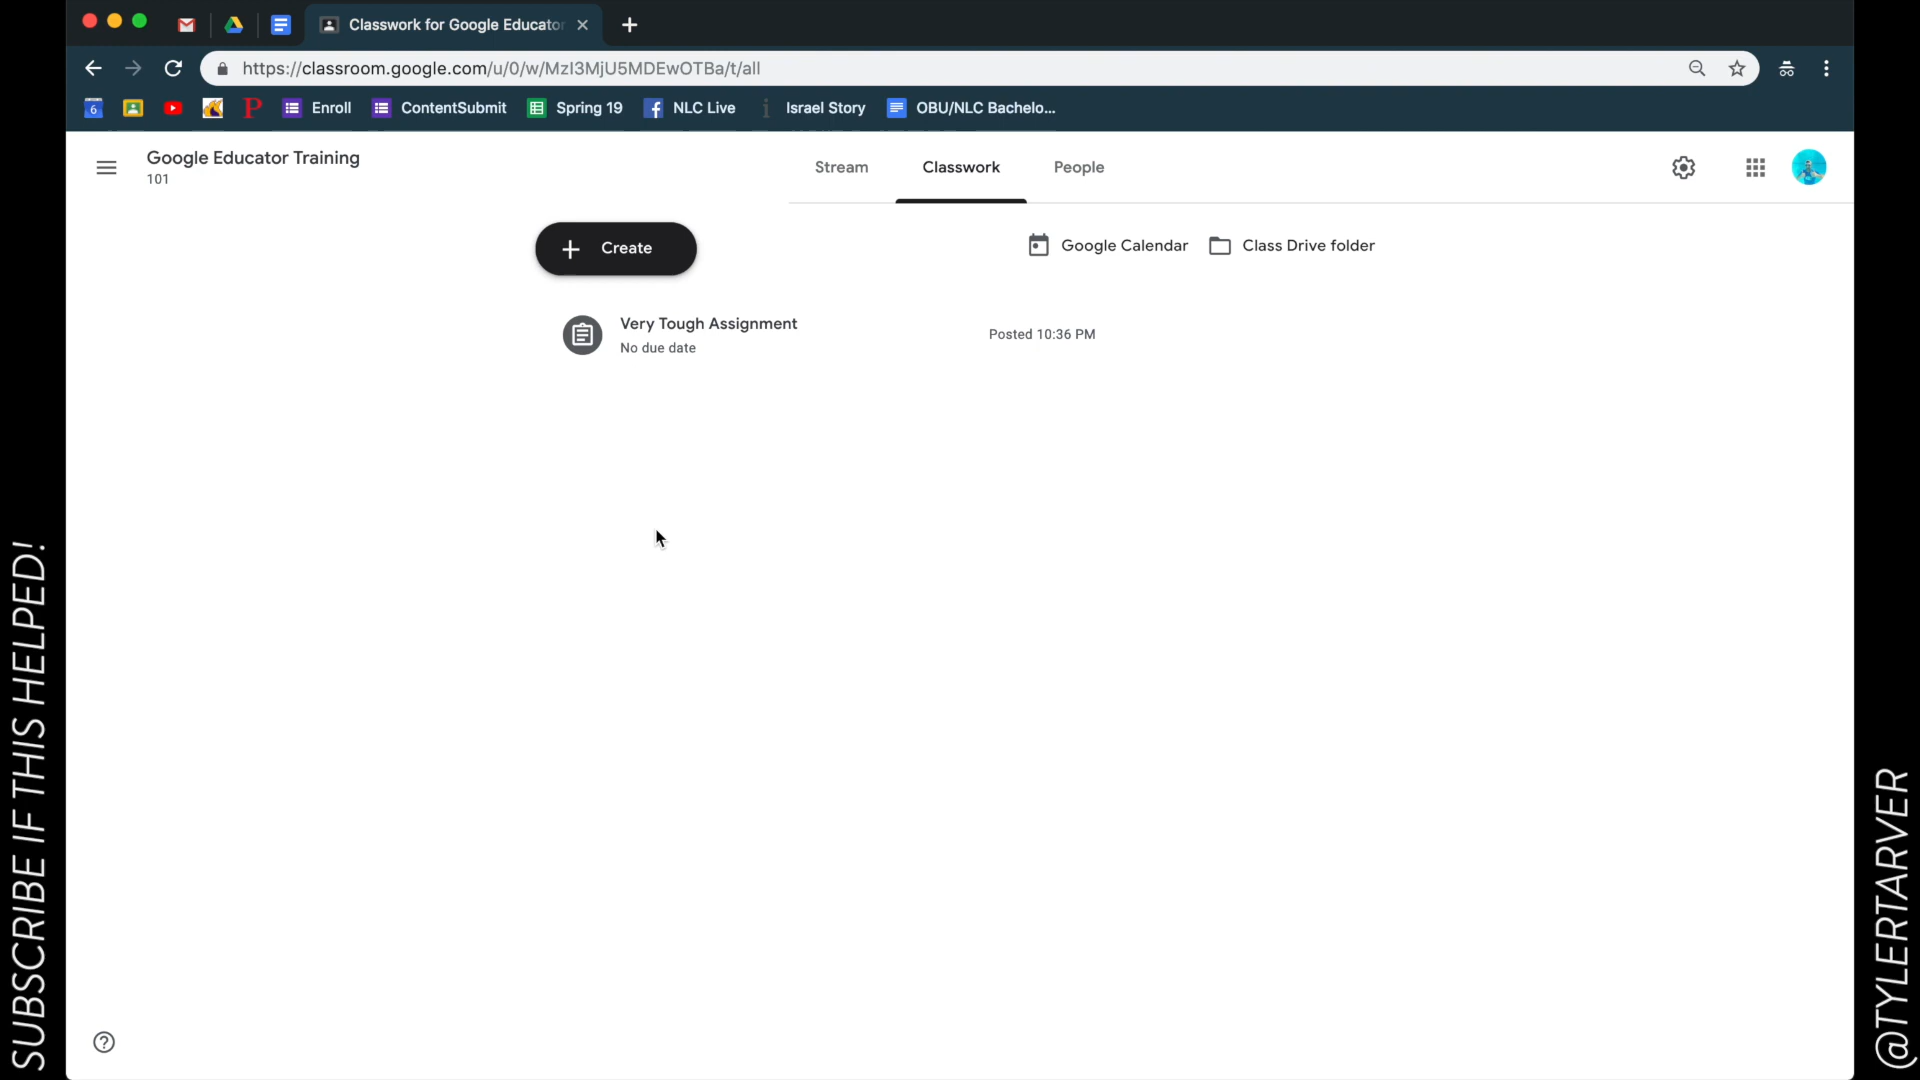 Classwork for Google Educator
https://classroom.google.com/u/0/w/MzI3MjU5MDEwOTBa/t/all
6
P
Enroll
ContentSubmit
Spring 19
NLC Live
Israel Story
OBU/NLC Bachelo...
Google Educator Training
101
Stream
Classwork
People
Create
Google Calendar
Class Drive folder
Very Tough Assignment
No due date
Posted 10:36 PM
SUBSCRIBE IF THIS HELPED!
@TYLERTARVER